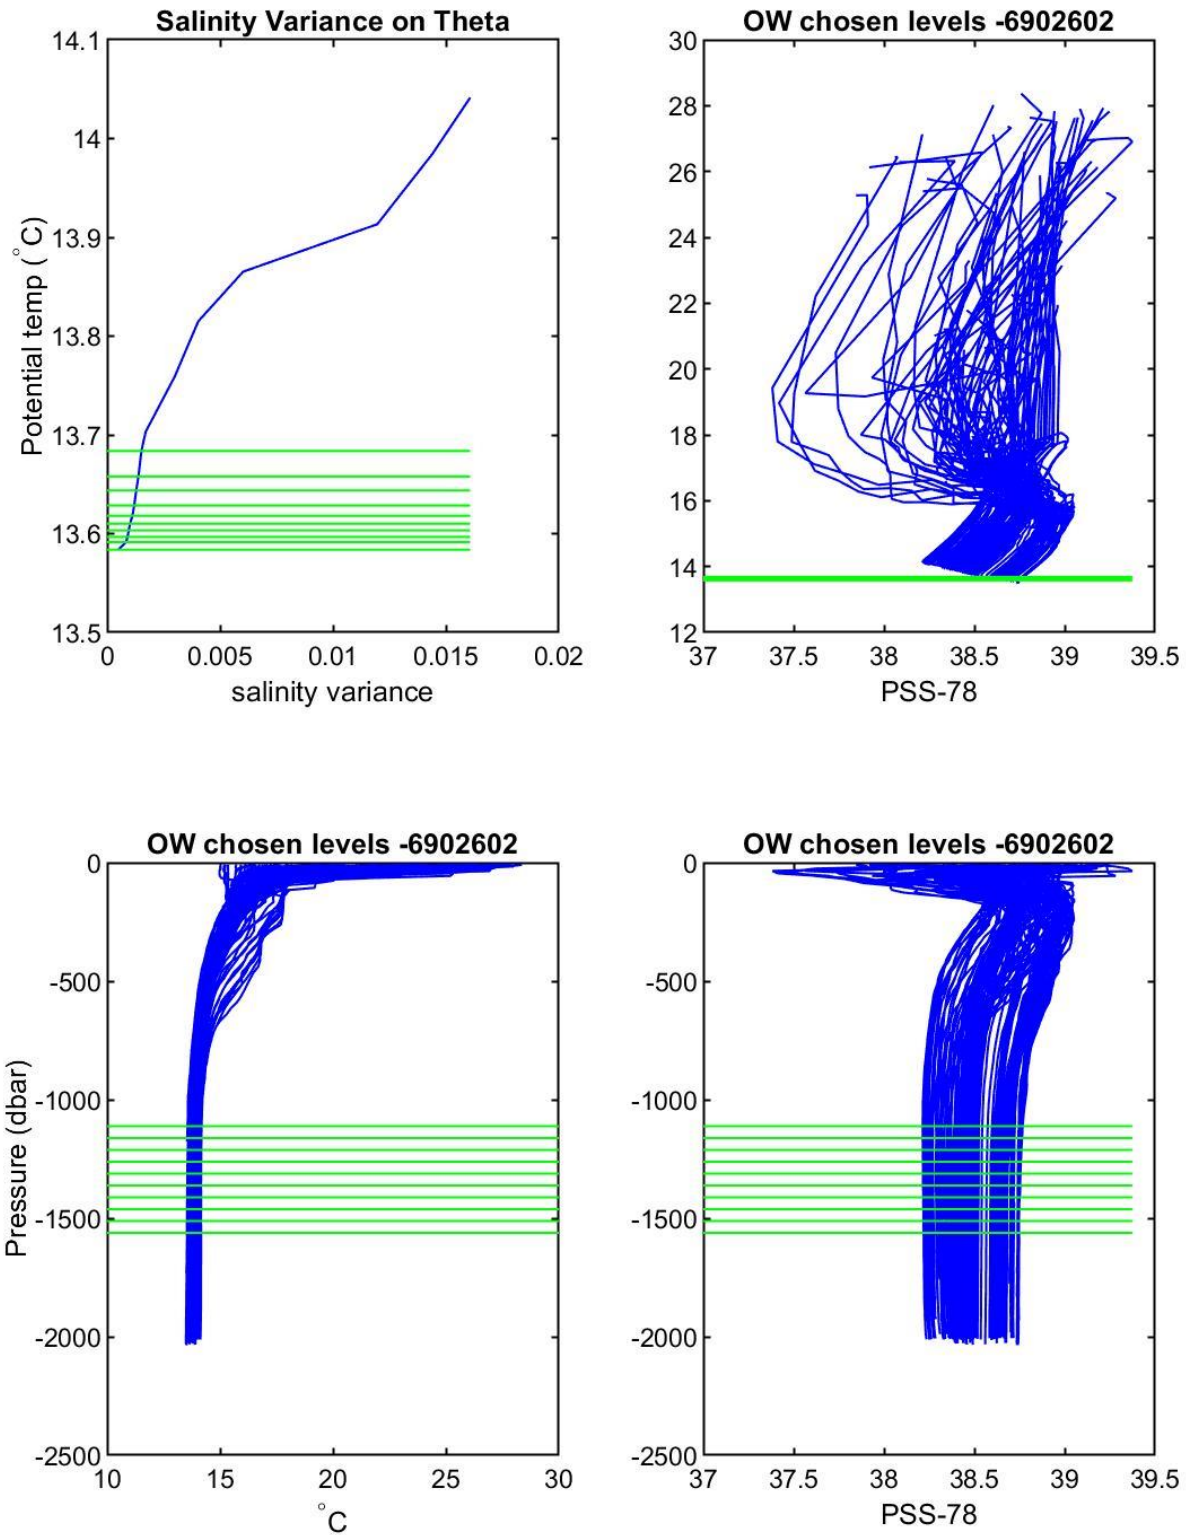 Salinity Variance on Theta
14.1
14
13.9
13.8
13.7
13.6
13.5
Potential temp (°C)
0 0.005 0.01 0.015 0.02
salinity variance
OW chosen levels -6902602
30
28
26
24
22
20
18
16
14
12
37 37.5 38 38.5 39 39.5
PSS-78
OW chosen levels -6902602
0
-500
-1000
-1500
-2000
-2500
Pressure (dbar)
10 15 20 25 30
°C
OW chosen levels -6902602
0
-500
-1000
-1500
-2000
-2500
37 37.5 38 38.5 39 39.5
PSS-78